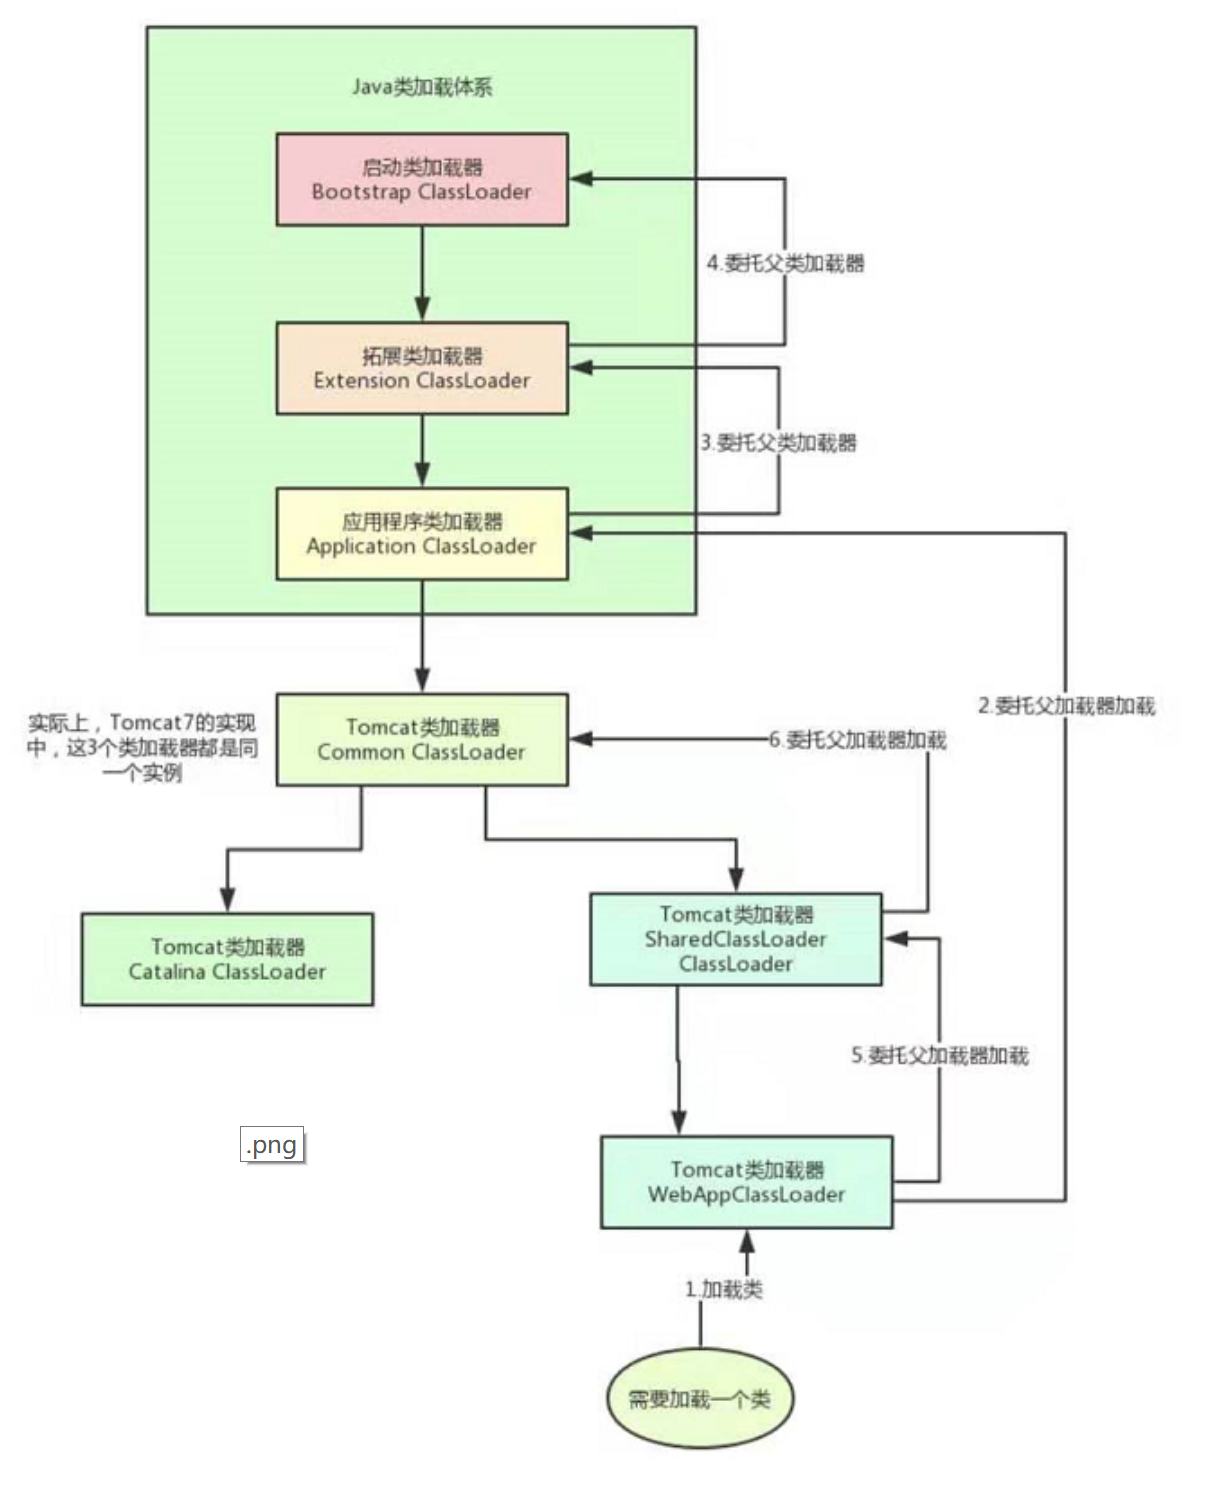 Java类加载体系
启动类加载器
Bootstrap ClassLoader
4.委托父类加载器
拓展类加载器
Extension ClassLoader
3.委托父类加载器
应用程序类加载器
Application ClassLoader
2.委托父加载器加载
实际上，Tomcat7的实现
中，这3个类加载器都是同
一个实例
Tomcat类加载器
Common ClassLoader
6.委托父加载器加载
Tomcat类加载器
Catalina ClassLoader
Tomcat类加载器
SharedClassLoader
ClassLoader
5.委托父加载器加载
.png
Tomcat类加载器
WebAppClassLoader
1.加载类
需要加载一个类